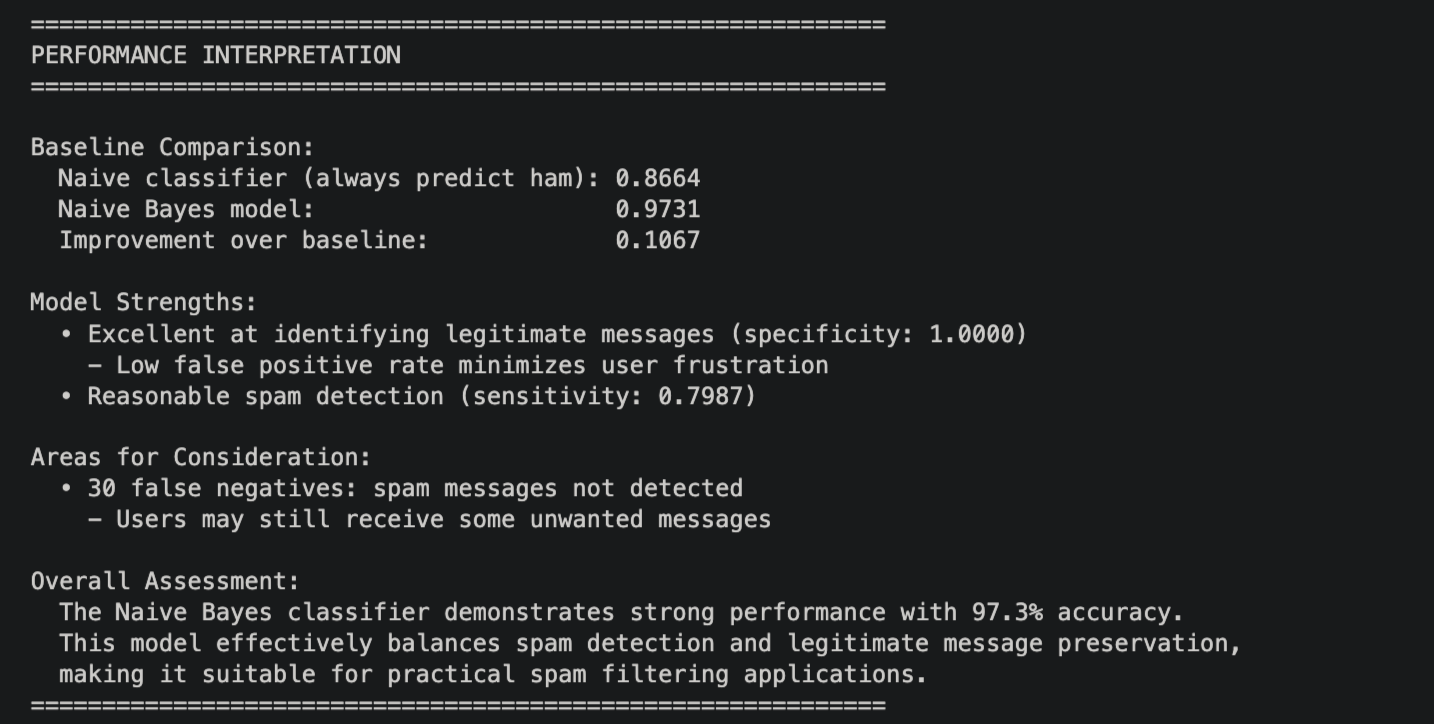 ============================================================
PERFORMANCE INTERPRETATION
============================================================
Baseline Comparison:
  Naive classifier (always predict ham): 0.8664
  Naive Bayes model:                     0.9731
  Improvement over baseline:             0.1067
Model Strengths:
  • Excellent at identifying legitimate messages (specificity: 1.0000)
    – Low false positive rate minimizes user frustration
  • Reasonable spam detection (sensitivity: 0.7987)
Areas for Consideration:
  • 30 false negatives: spam messages not detected
    – Users may still receive some unwanted messages
Overall Assessment:
  The Naive Bayes classifier demonstrates strong performance with 97.3% accuracy.
  This model effectively balances spam detection and legitimate message preservation,
  making it suitable for practical spam filtering applications.
============================================================